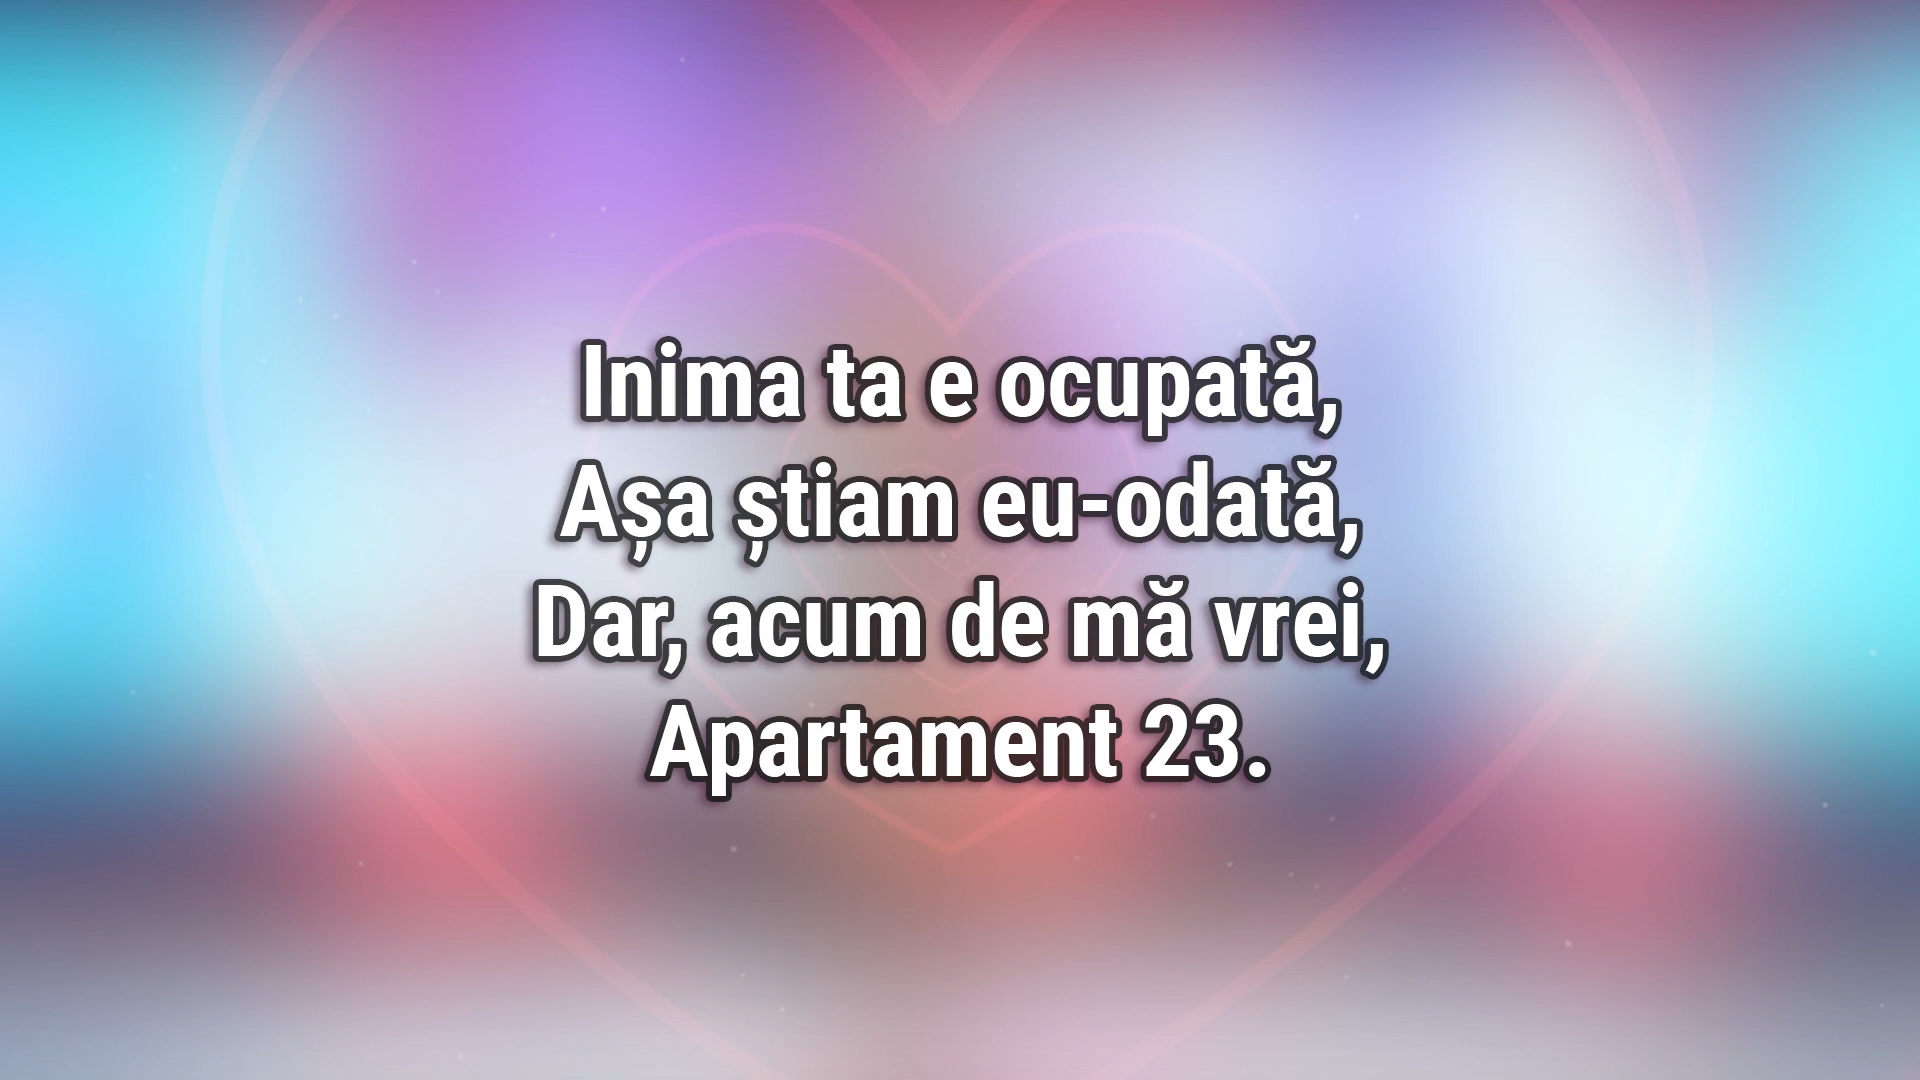 Inima ta e ocupată,
Așa știam eu-odată,
Dar, acum de mă vrei,
Apartament 23.